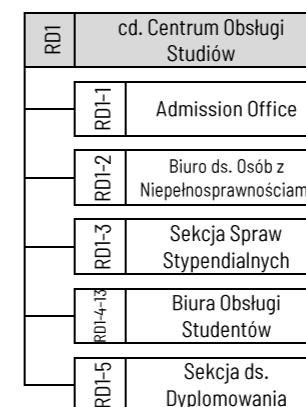 RD1
cd. Centrum Obsługi
Studiów
RD1-1
Admission Office
RD1-2
Biuro ds. Osób z
Niepełnosprawnościam
RD1-3
Sekcja Spraw
Stypendialnych
RD1-4-13
Biura Obsługi
Studentów
RD1-5
Sekcja ds.
Dyplomowania